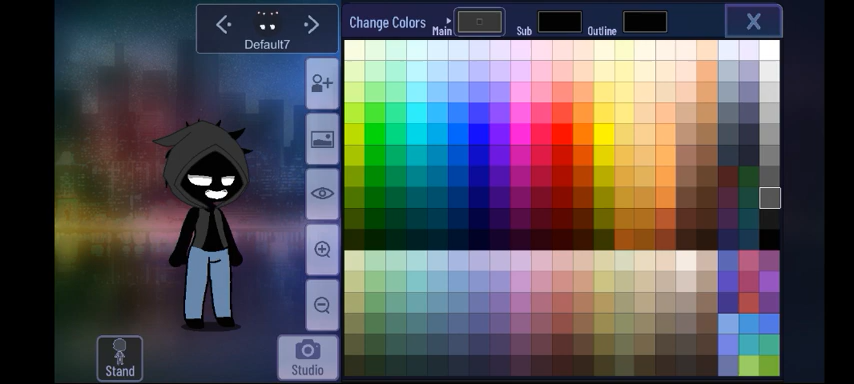 Default7
Change Colors
Main
Sub
Outline
X
Stand
Studio